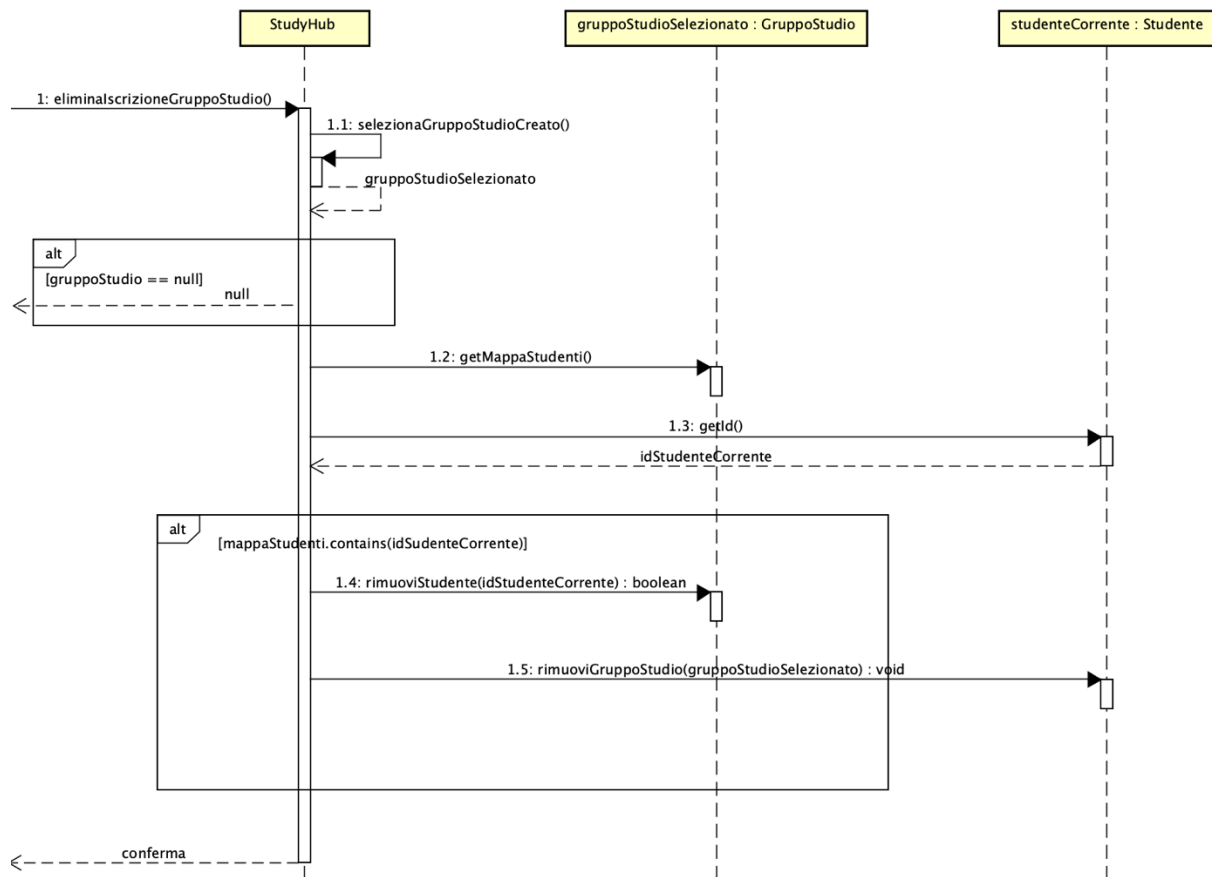 StudyHub
gruppoStudioSelezionato : GruppoStudio
studenteCorrente : Studente
1: eliminaIscrizioneGruppoStudio()
1.1: selezionaGruppoStudioCreato()
gruppoStudioSelezionato
alt
[gruppoStudio == null]
null
1.2: getMappaStudenti()
1.3: getId()
idStudenteCorrente
alt
[mappaStudenti.contains(idSudenteCorrente)]
1.4: rimuoviStudente(idStudenteCorrente) : boolean
1.5: rimuoviGruppoStudio(gruppoStudioSelezionato) : void
conferma